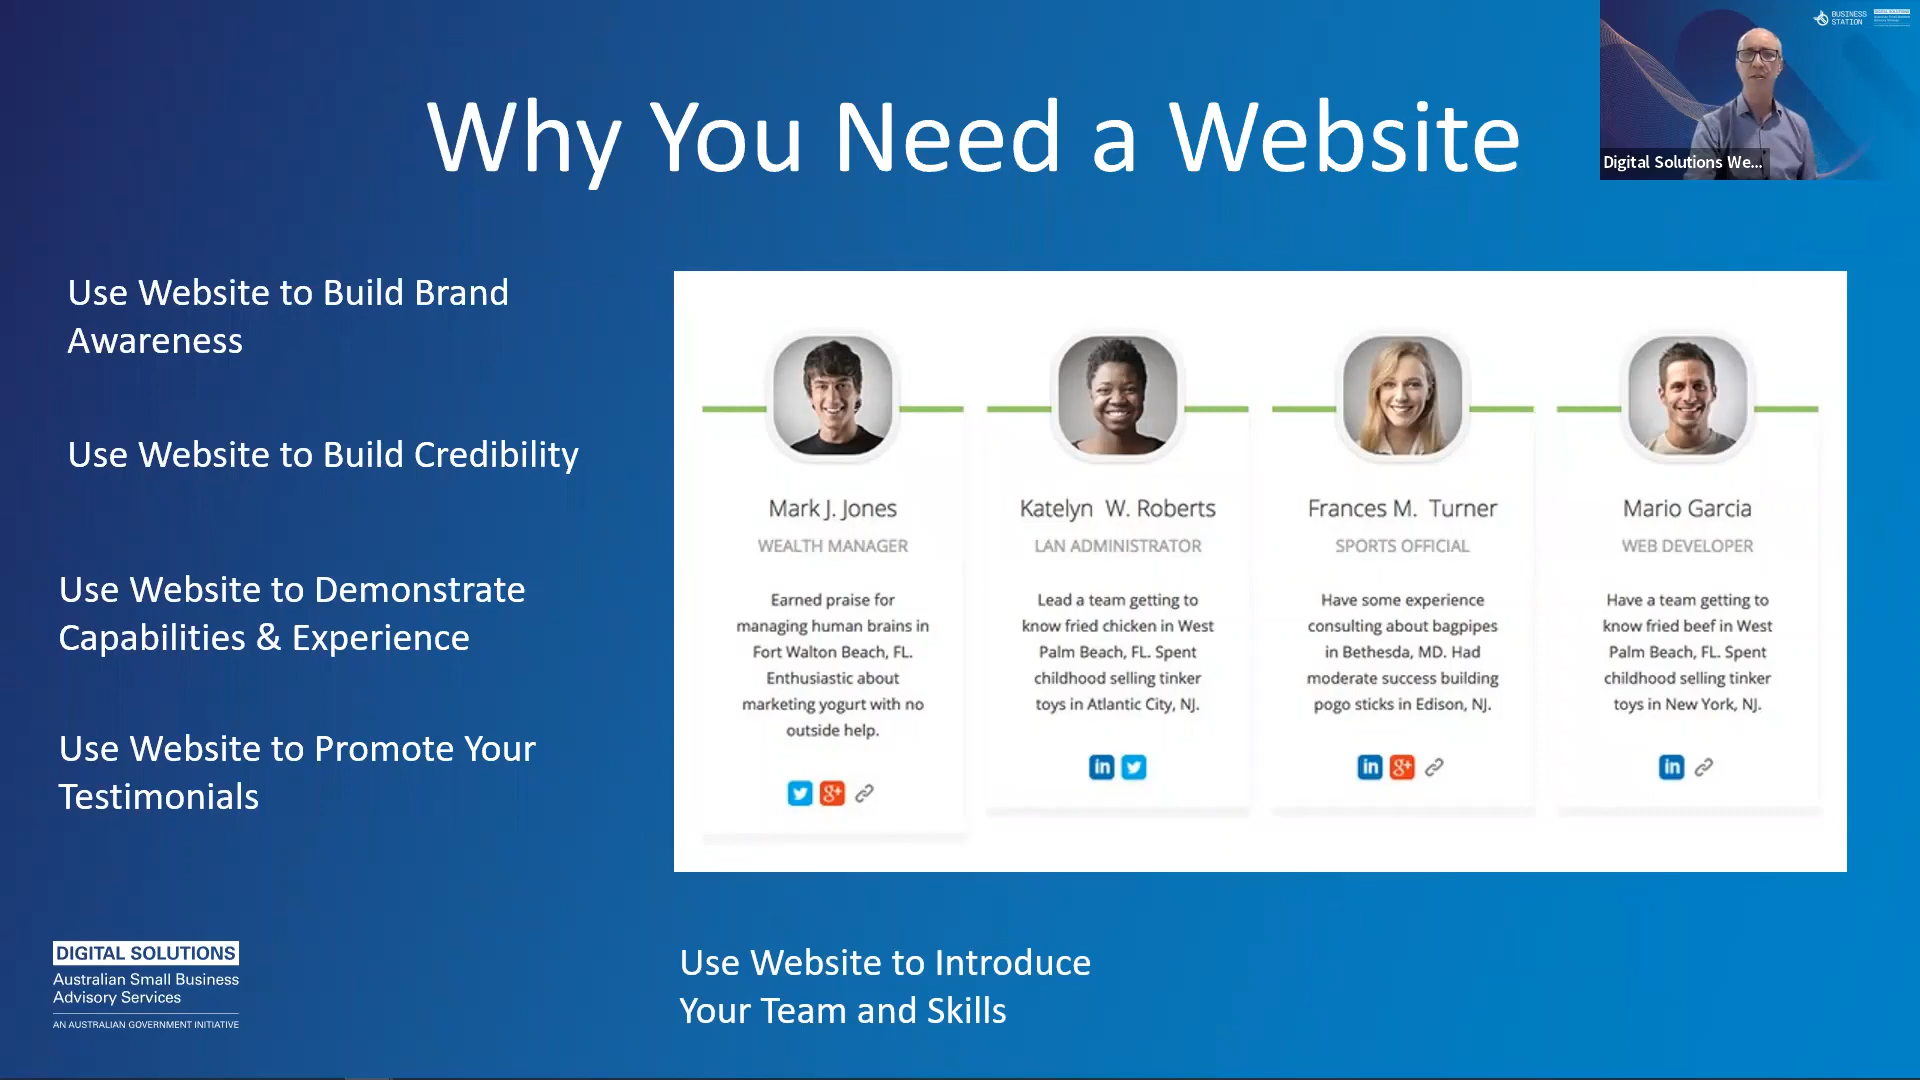 BUSINESS
STATION
DIGITAL SOLUTIONS
Why You Need a Website
Digital Solutions We...
Use Website to Build Brand
Awareness
Use Website to Build Credibility
Use Website to Demonstrate
Capabilities & Experience
Use Website to Promote Your
Testimonials
Mark J. Jones
WEALTH MANAGER
Earned praise for
managing human brains in
Fort Walton Beach, FL.
Enthusiastic about
marketing yogurt with no
outside help.
Katelyn W. Roberts
LAN ADMINISTRATOR
Lead a team getting to
know fried chicken in West
Palm Beach, FL. Spent
childhood selling tinker
toys in Atlantic City, NJ.
in
Frances M. Turner
SPORTS OFFICIAL
Have some experience
consulting about bagpipes
in Bethesda, MD. Had
moderate success building
pogo sticks in Edison, NJ.
in
Mario Garcia
WEB DEVELOPER
Have a team getting to
know fried beef in West
Palm Beach, FL. Spent
childhood selling tinker
toys in New York, NJ.
in
Use Website to Introduce
Your Team and Skills
DIGITAL SOLUTIONS
Australian Small Business
Advisory Services
AN AUSTRALIAN GOVERNMENT INITIATIVE